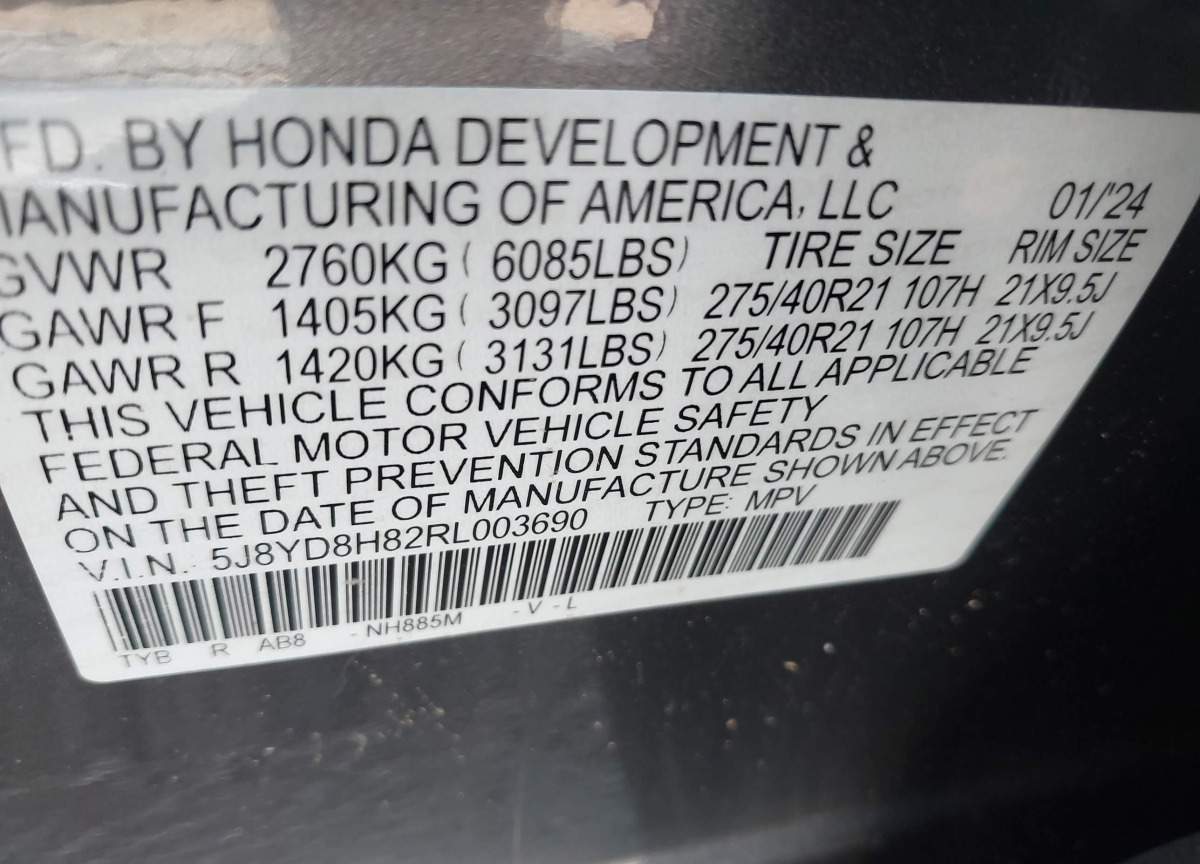 FD. BY HONDA DEVELOPMENT &
MANUFACTURING OF AMERICA, LLC 01/'24
GVWR 2760KG ( 6085LBS) TIRE SIZE RIM SIZE
GAWR F 1405KG ( 3097LBS) 275/40R21 107H 21X9.5J
GAWR R 1420KG ( 3131LBS) 275/40R21 107H 21X9.5J
THIS VEHICLE CONFORMS TO ALL APPLICABLE
FEDERAL MOTOR VEHICLE SAFETY
AND THEFT PREVENTION STANDARDS IN EFFECT
ON THE DATE OF MANUFACTURE SHOWN ABOVE.
V.I.N. 5J8YD8H82RL003690 TYPE: MPV
TYB R AB8 - NH885M - V - L